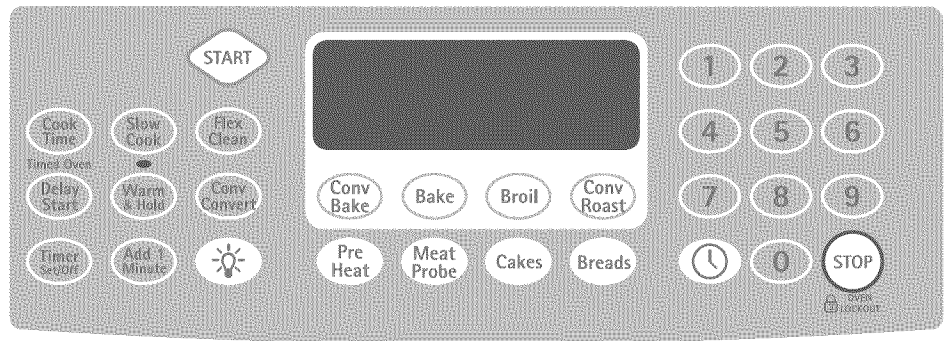 START
1
2
3
Cook
Time
Slow
Cook
Flex
Clean
4
5
6
Timed Oven
Delay
Start
Warm
& Hold
Conv
Convert
Conv
Bake
Bake
Broil
Conv
Roast
7
8
9
Timer
Set/Off
Add 1
Minute
Pre
Heat
Meat
Probe
Cakes
Breads
0
STOP
OVEN
LOCKOUT